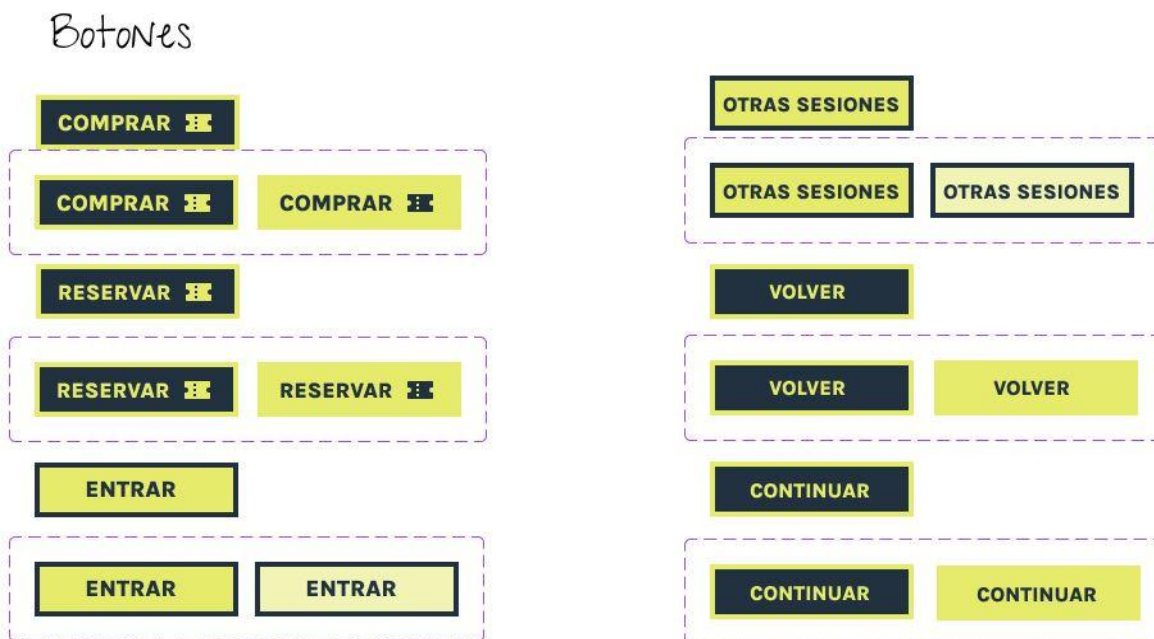 Botones
COMPRAR
COMPRAR COMPRAR
RESERVAR
RESERVAR RESERVAR
ENTRAR
ENTRAR ENTRAR
OTRAS SESIONES
OTRAS SESIONES OTRAS SESIONES
VOLVER
VOLVER VOLVER
CONTINUAR
CONTINUAR CONTINUAR